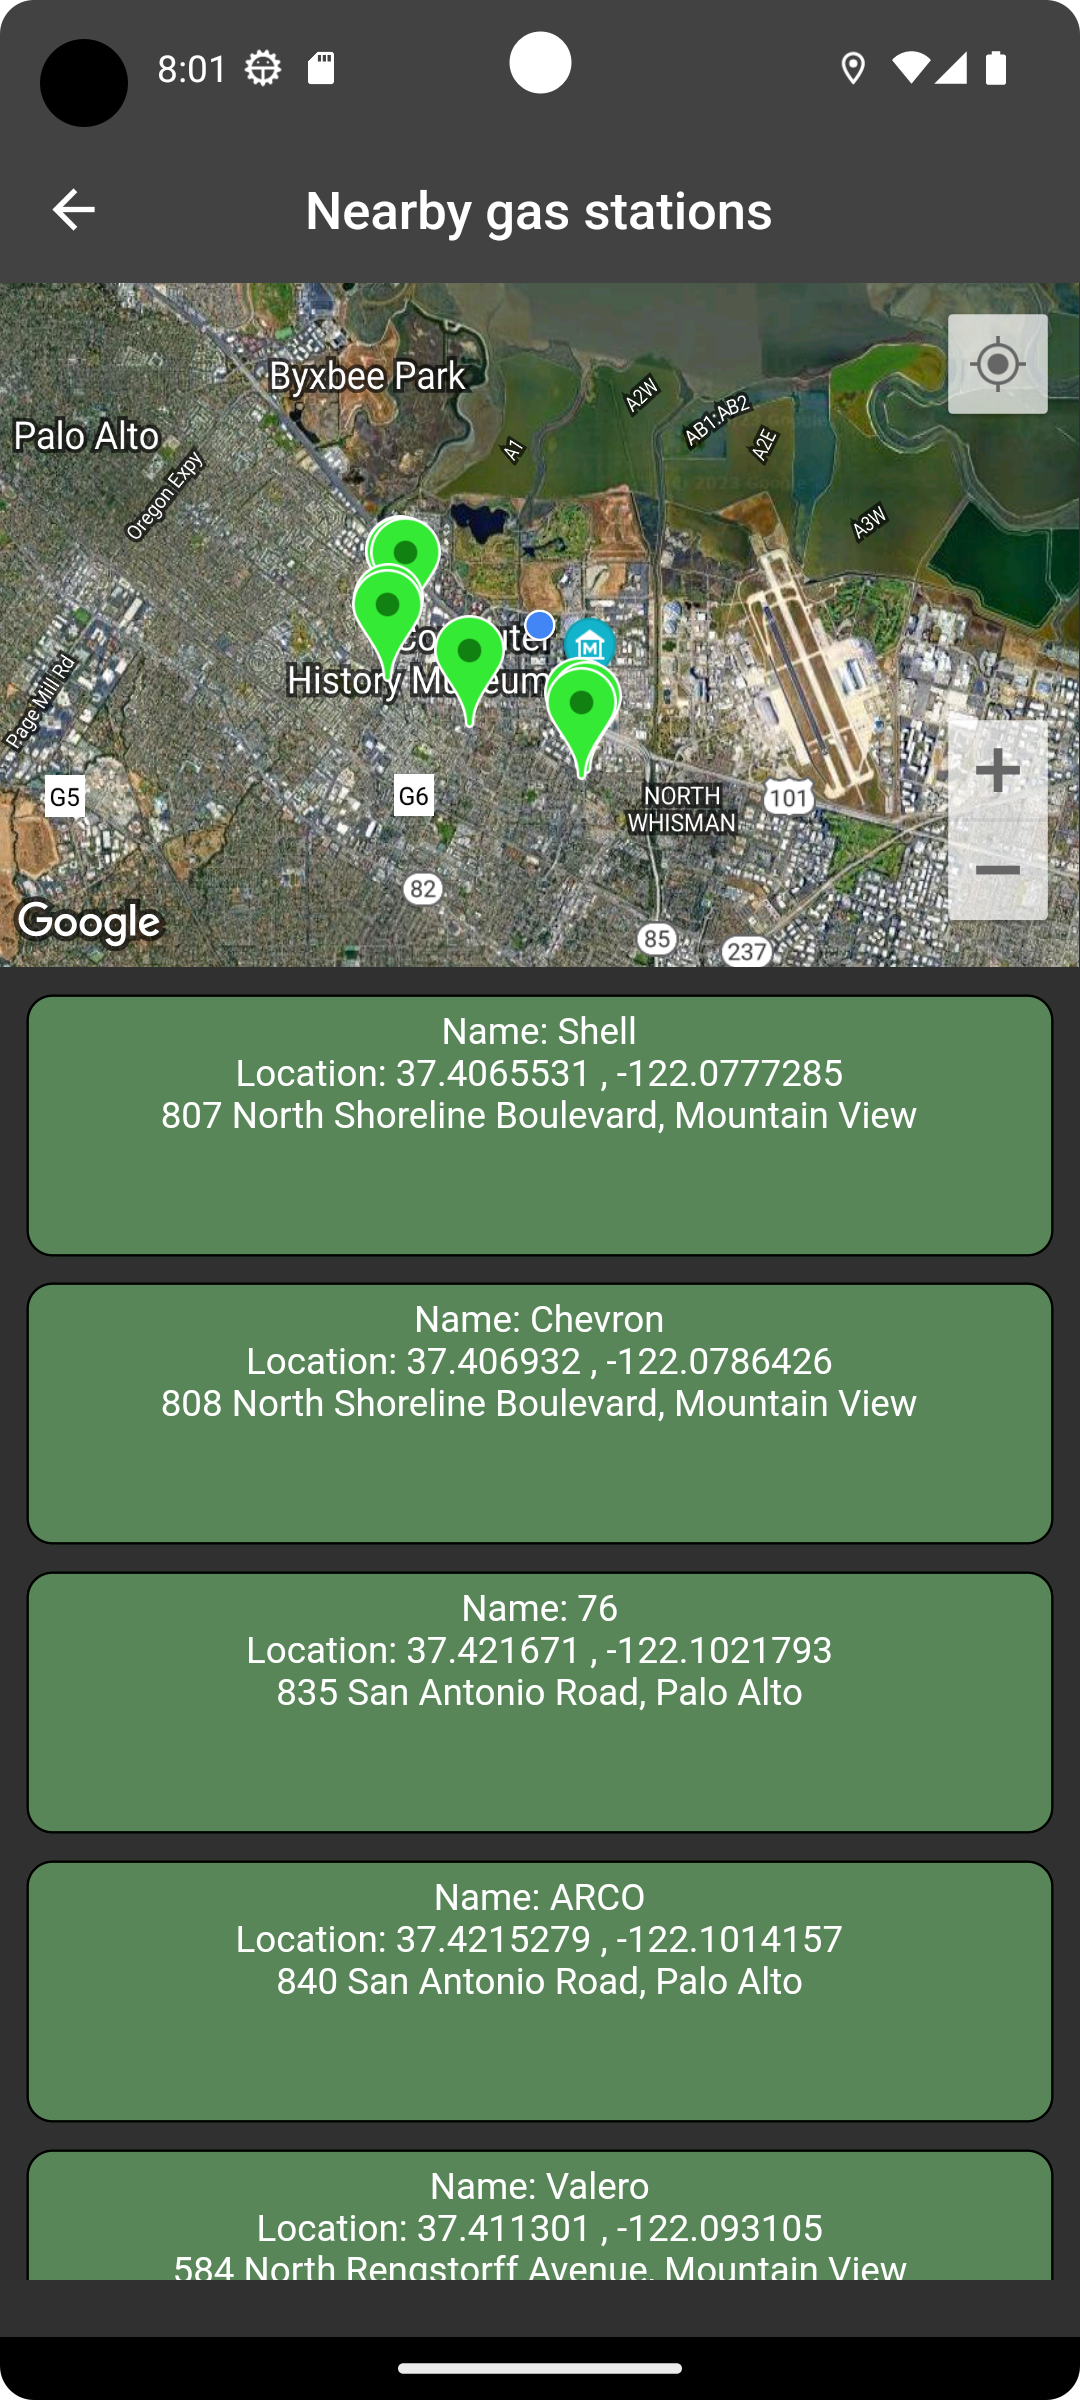 8:01
Nearby gas stations
Byxbee Park
Palo Alto
Oregon Expy
A1
A2W
AB1:AB2
A2E
A3W
© 2023 Google
Computer
History Museum
Page Mill Rd
G5
G6
NORTH
WHISMAN
101
82
85
237
Google
Name: Shell
Location: 37.4065531 , -122.0777285
807 North Shoreline Boulevard, Mountain View
Name: Chevron
Location: 37.406932 , -122.0786426
808 North Shoreline Boulevard, Mountain View
Name: 76
Location: 37.421671 , -122.1021793
835 San Antonio Road, Palo Alto
Name: ARCO
Location: 37.4215279 , -122.1014157
840 San Antonio Road, Palo Alto
Name: Valero
Location: 37.411301 , -122.093105
584 North Rengstorff Avenue, Mountain View